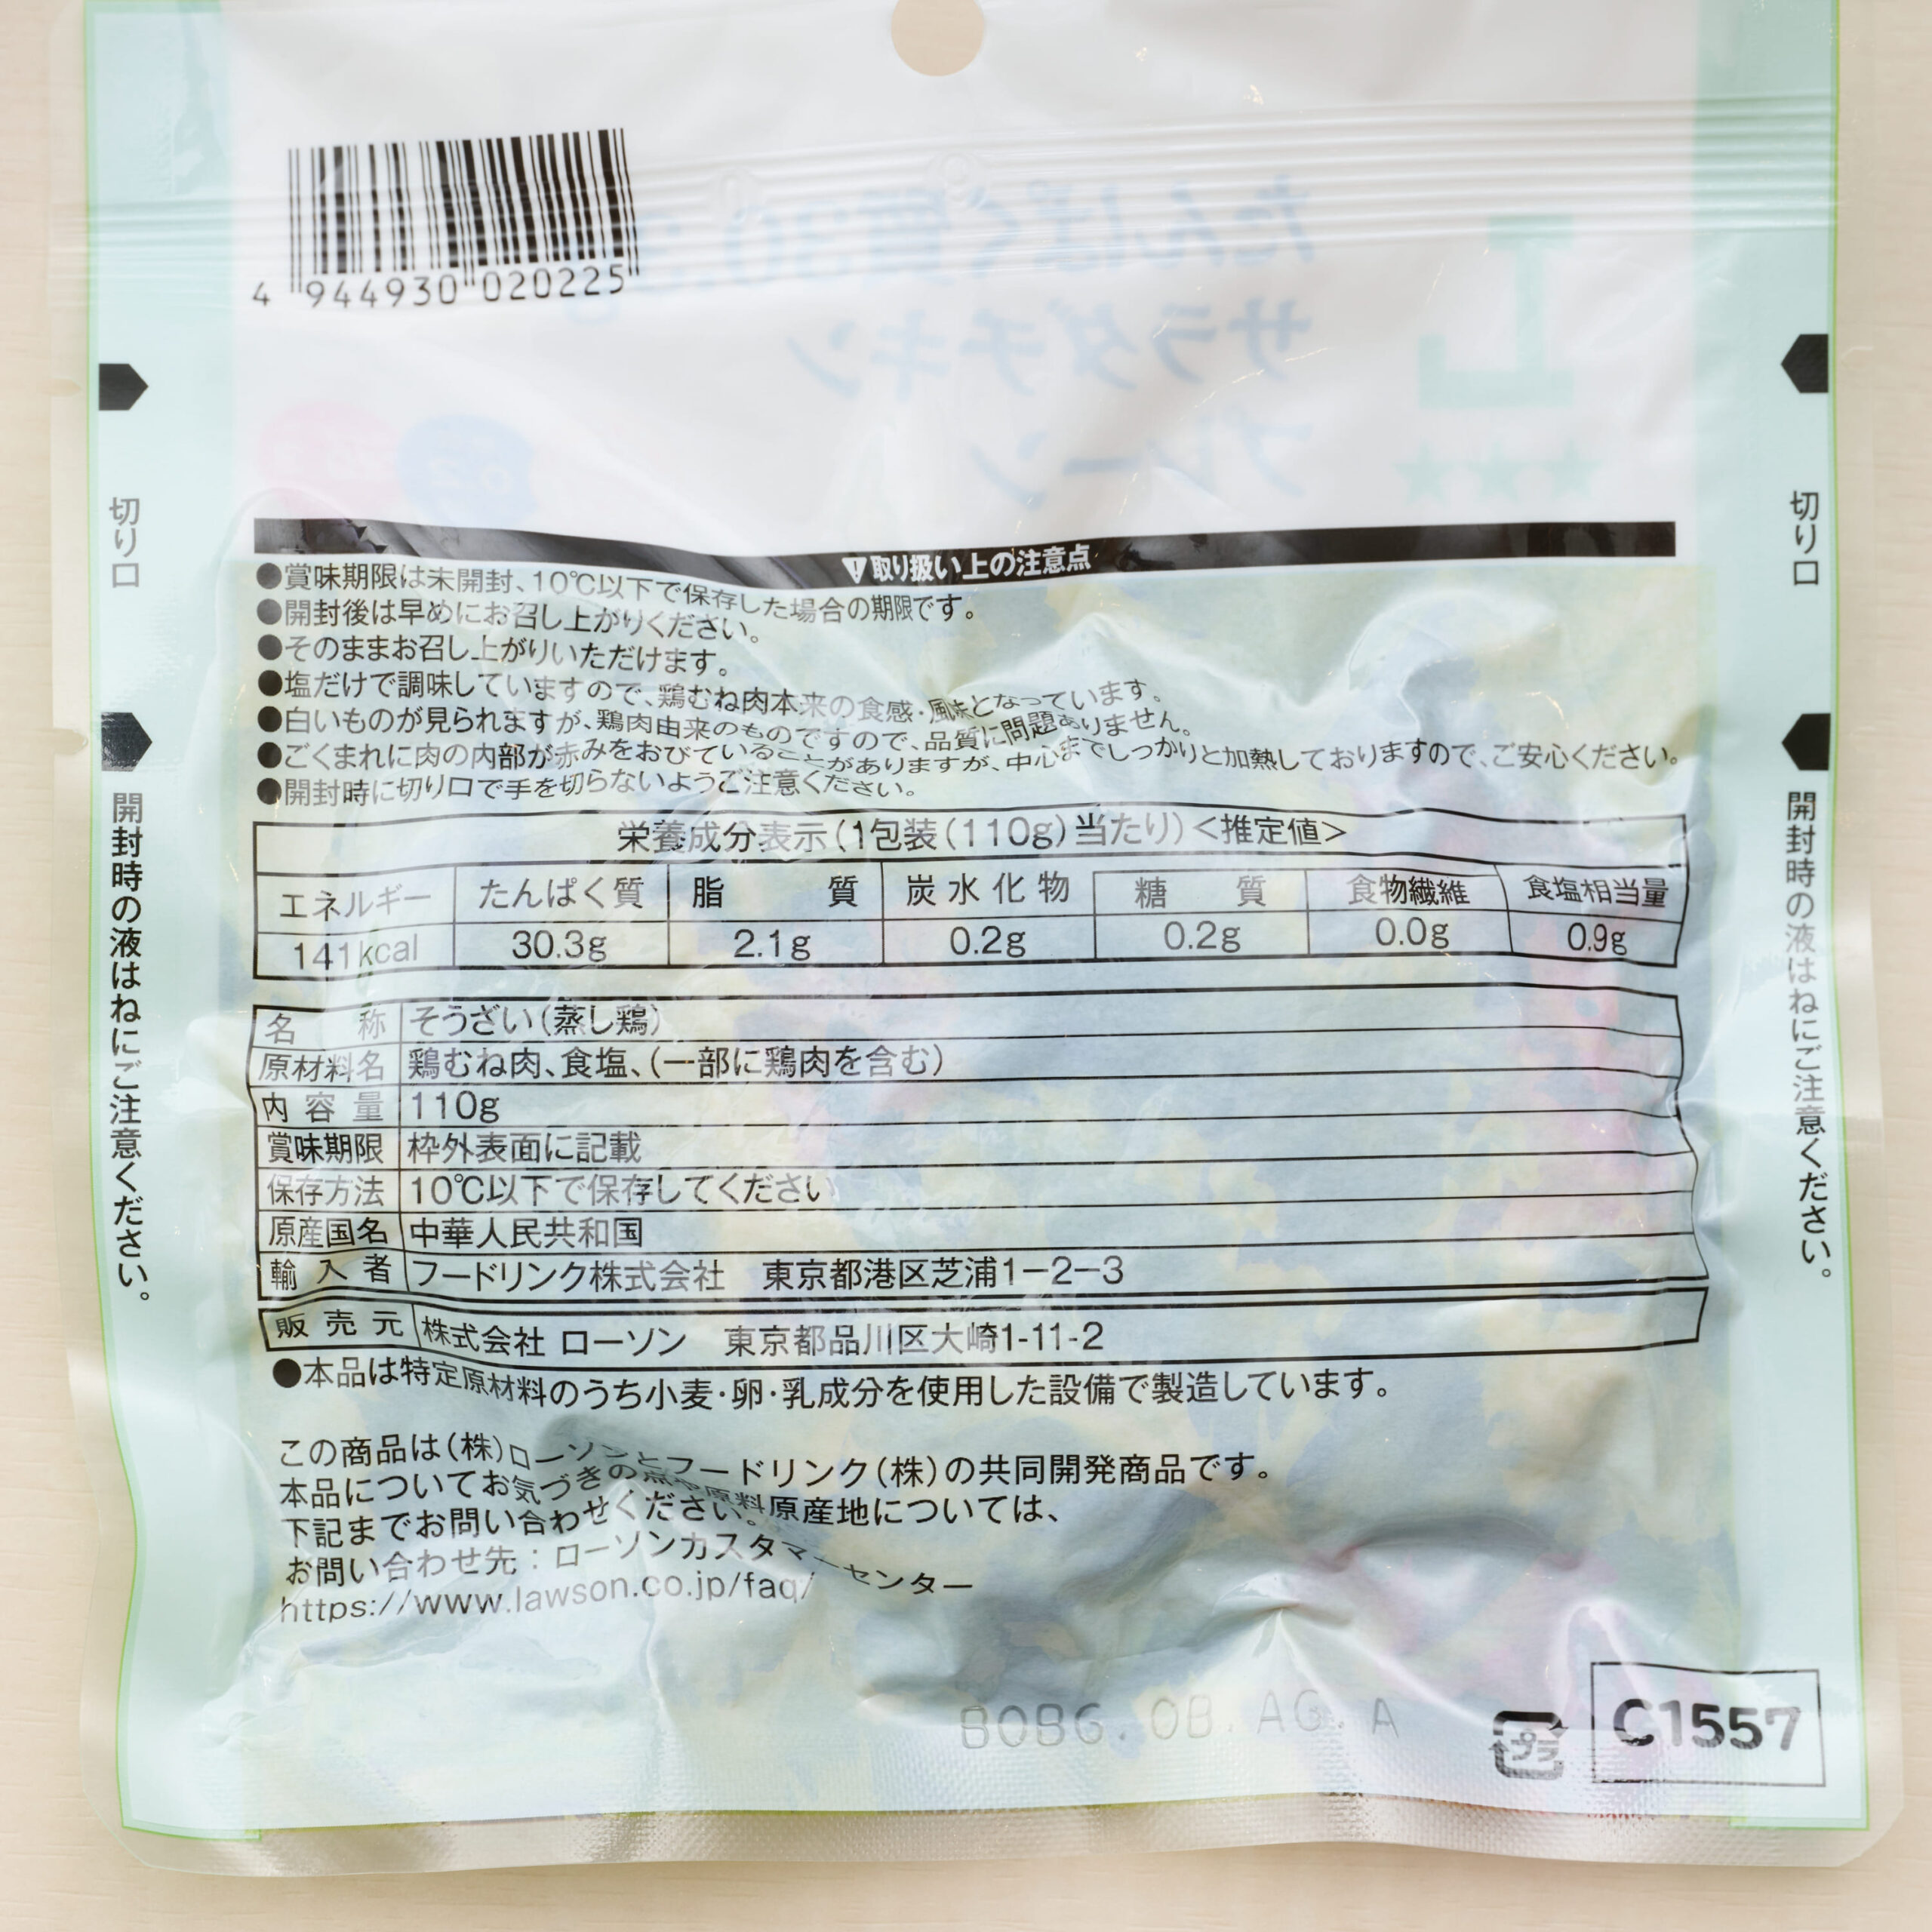 4 944930 020225
取り扱い上の注意点
●賞味期限は未開封、10℃以下で保存した場合の期限です。
●開封後は早めにお召し上がりください。
●そのままお召し上がりいただけます。
●塩だけで調味していますので、鶏むね肉本来の食感・風味となっています。
●白いものが見られますが、鶏肉由来のものですので、品質に問題ありません。
●ごくまれに肉の内部が赤みをおびていることがありますが、中心までしっかりと加熱しておりますので、ご安心ください。
●開封時に切り口で手を切らないようご注意ください。
栄養成分表示(1包装(110g)当たり)<推定値>
エネルギー たんぱく質 脂質 炭水化物 糖質 食物繊維 食塩相当量
141kcal 30.3g 2.1g 0.2g 0.2g 0.0g 0.9g
名称 そうざい(蒸し鶏)
原材料名 鶏むね肉、食塩、(一部に鶏肉を含む)
内容量 110g
賞味期限 枠外表面に記載
保存方法 10℃以下で保存してください
原産国名 中華人民共和国
輸入者 フードリンク株式会社 東京都港区芝浦1-2-3
販売元 株式会社 ローソン 東京都品川区大崎1-11-2
●本品は特定原材料のうち小麦・卵・乳成分を使用した設備で製造しています。
この商品は(株)ローソンとフードリンク(株)の共同開発商品です。
本品についてお気づきの点や原料原産地については、
下記までお問い合わせください。
お問い合わせ先:ローソンカスタマーセンター
https://www.lawson.co.jp/faq/
プラ
C1557
切り口
開封時の液はねにご注意ください。
切り口
開封時の液はねにご注意ください。
たんぱく質30.3g
サラダチキン
プレーン
L